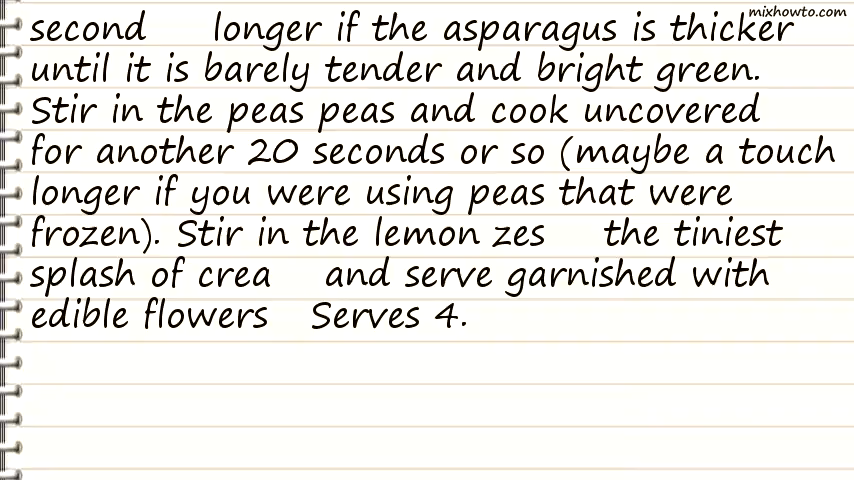 mixhowto.com
second longer if the asparagus is thicker
until it is barely tender and bright green.
Stir in the peas peas and cook uncovered
for another 20 seconds or so (maybe a touch
longer if you were using peas that were
frozen). Stir in the lemon zes the tiniest
splash of crea and serve garnished with
edible flowers Serves 4.